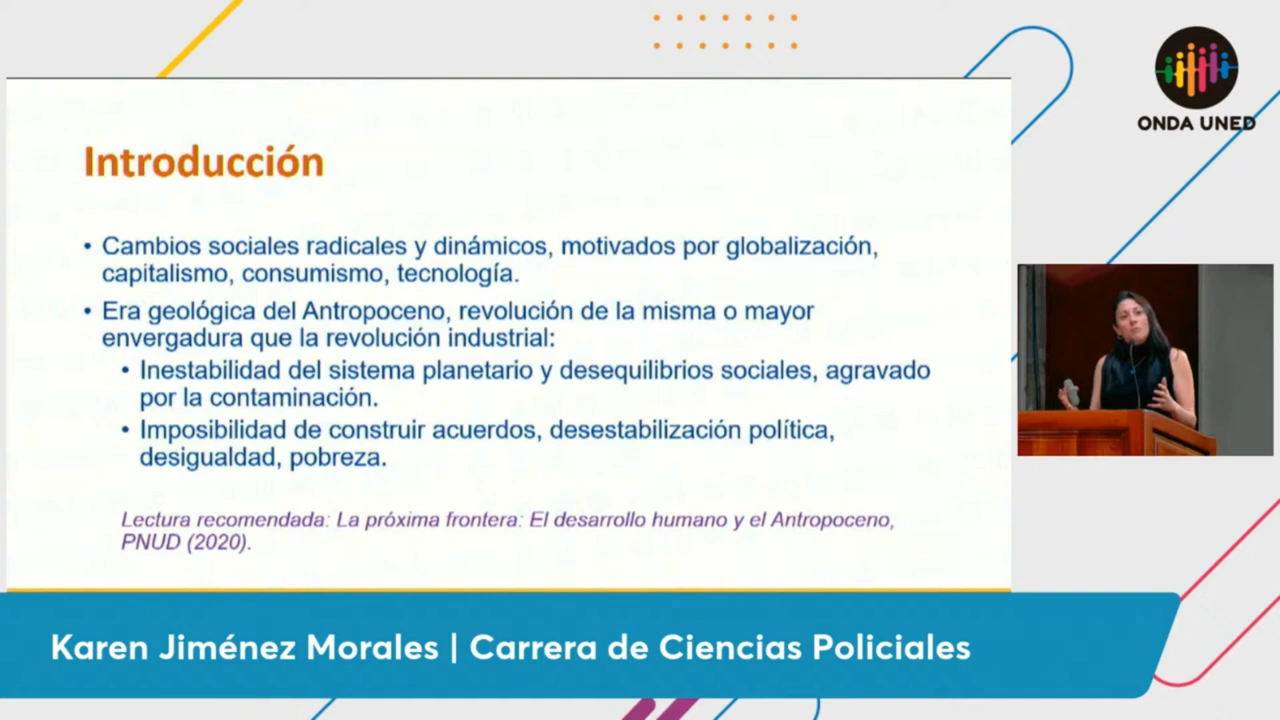 ONDA UNED
Introducción
• Cambios sociales radicales y dinámicos, motivados por globalización,
capitalismo, consumismo, tecnología.
• Era geológica del Antropoceno, revolución de la misma o mayor
envergadura que la revolución industrial:
• Inestabilidad del sistema planetario y desequilibrios sociales, agravado
por la contaminación.
• Imposibilidad de construir acuerdos, desestabilización política,
desigualdad, pobreza.
Lectura recomendada: La próxima frontera: El desarrollo humano y el Antropoceno,
PNUD (2020).
Karen Jiménez Morales | Carrera de Ciencias Policiales